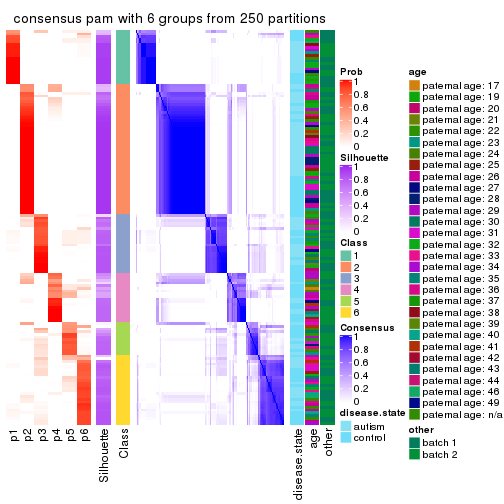 consensus pam with 6 groups from 250 partitions
p1
p2
p3
p4
p5
p6
Silhouette
Class
disease.state
age
other
Prob
1
0.8
0.6
0.4
0.2
0
Silhouette
1
0.8
0.6
0.4
0.2
0
Class
1
2
3
4
5
6
Consensus
1
0.8
0.6
0.4
0.2
0
disease.state
autism
control
age
paternal age: 17
paternal age: 19
paternal age: 20
paternal age: 21
paternal age: 22
paternal age: 23
paternal age: 24
paternal age: 25
paternal age: 26
paternal age: 27
paternal age: 28
paternal age: 29
paternal age: 30
paternal age: 31
paternal age: 32
paternal age: 33
paternal age: 34
paternal age: 35
paternal age: 36
paternal age: 37
paternal age: 38
paternal age: 39
paternal age: 40
paternal age: 41
paternal age: 42
paternal age: 43
paternal age: 44
paternal age: 46
paternal age: 49
paternal age: n/a
other
batch 1
batch 2